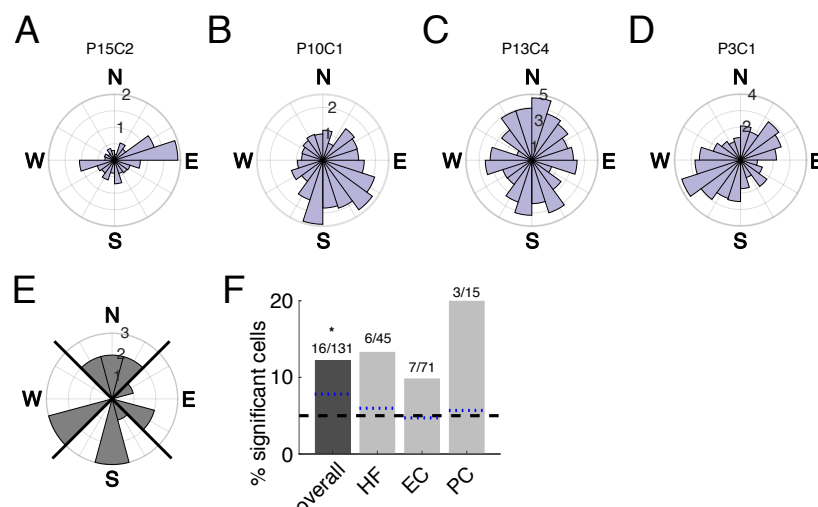 A B C D
P15C2 P10C1 P13C4 P3C1
N N N N
2 2 5 4
1 3 2
1
W E W E W E W E
S S S S
E F
N
3
2
1
W E
S
% significant cells
20
10
0
*
16/131 6/45 7/71 3/15
overall HF EC PC